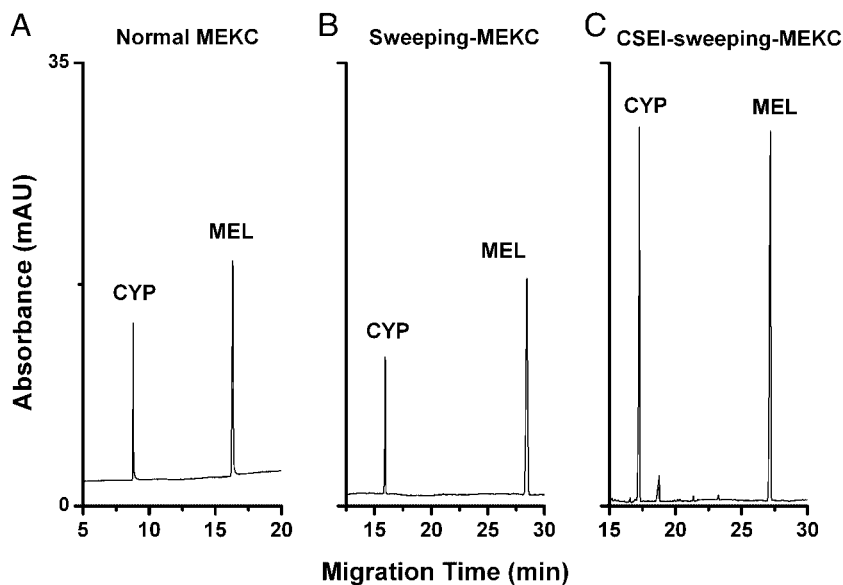 A
Normal MEKC
B
Sweeping-MEKC
C
CSEI-sweeping-MEKC
35
CYP
MEL
MEL
MEL
CYP
CYP
Absorbance (mAU)
0
5 10 15 20
15 20 25 30
15 20 25 30
Migration Time (min)